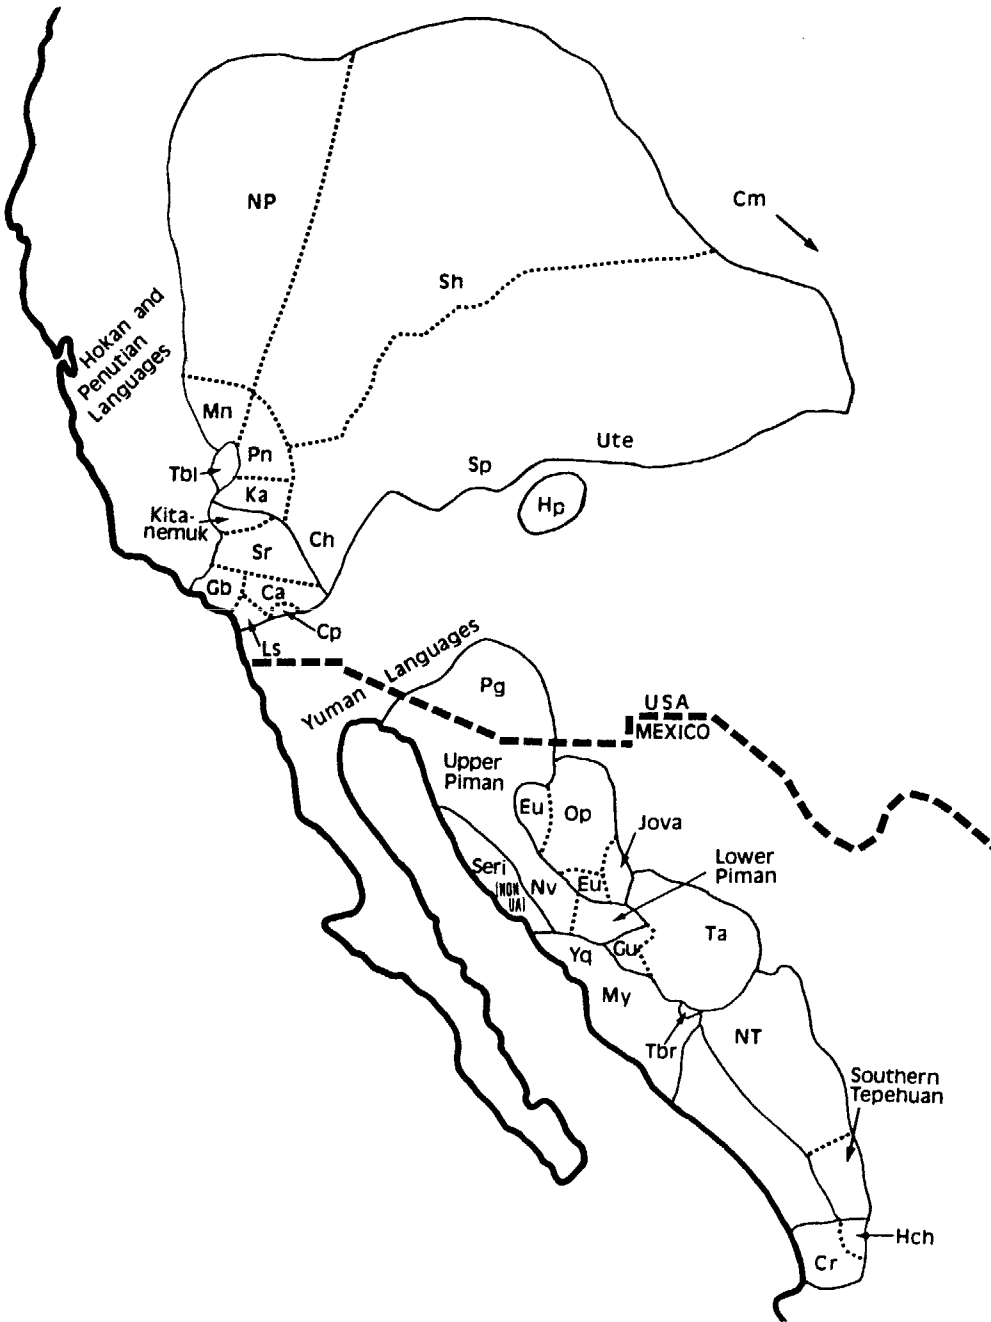 NP
Cm
Sh
Hokan and
Penutian
Languages
Mn
Ute
Pn
Sp
Tbl
Ka
Hp
Kita-
nemuk
Ch
Sr
Gb
Ca
Cp
Ls
Yuman Languages
Pg
USA
MEXICO
Upper
Piman
Eu
Op
Jova
Lower
Piman
Seri
(NON
UA)
Nv
Eu
Ta
Yq
Gu
My
Tbr
NT
Southern
Tepehuan
Hch
Cr